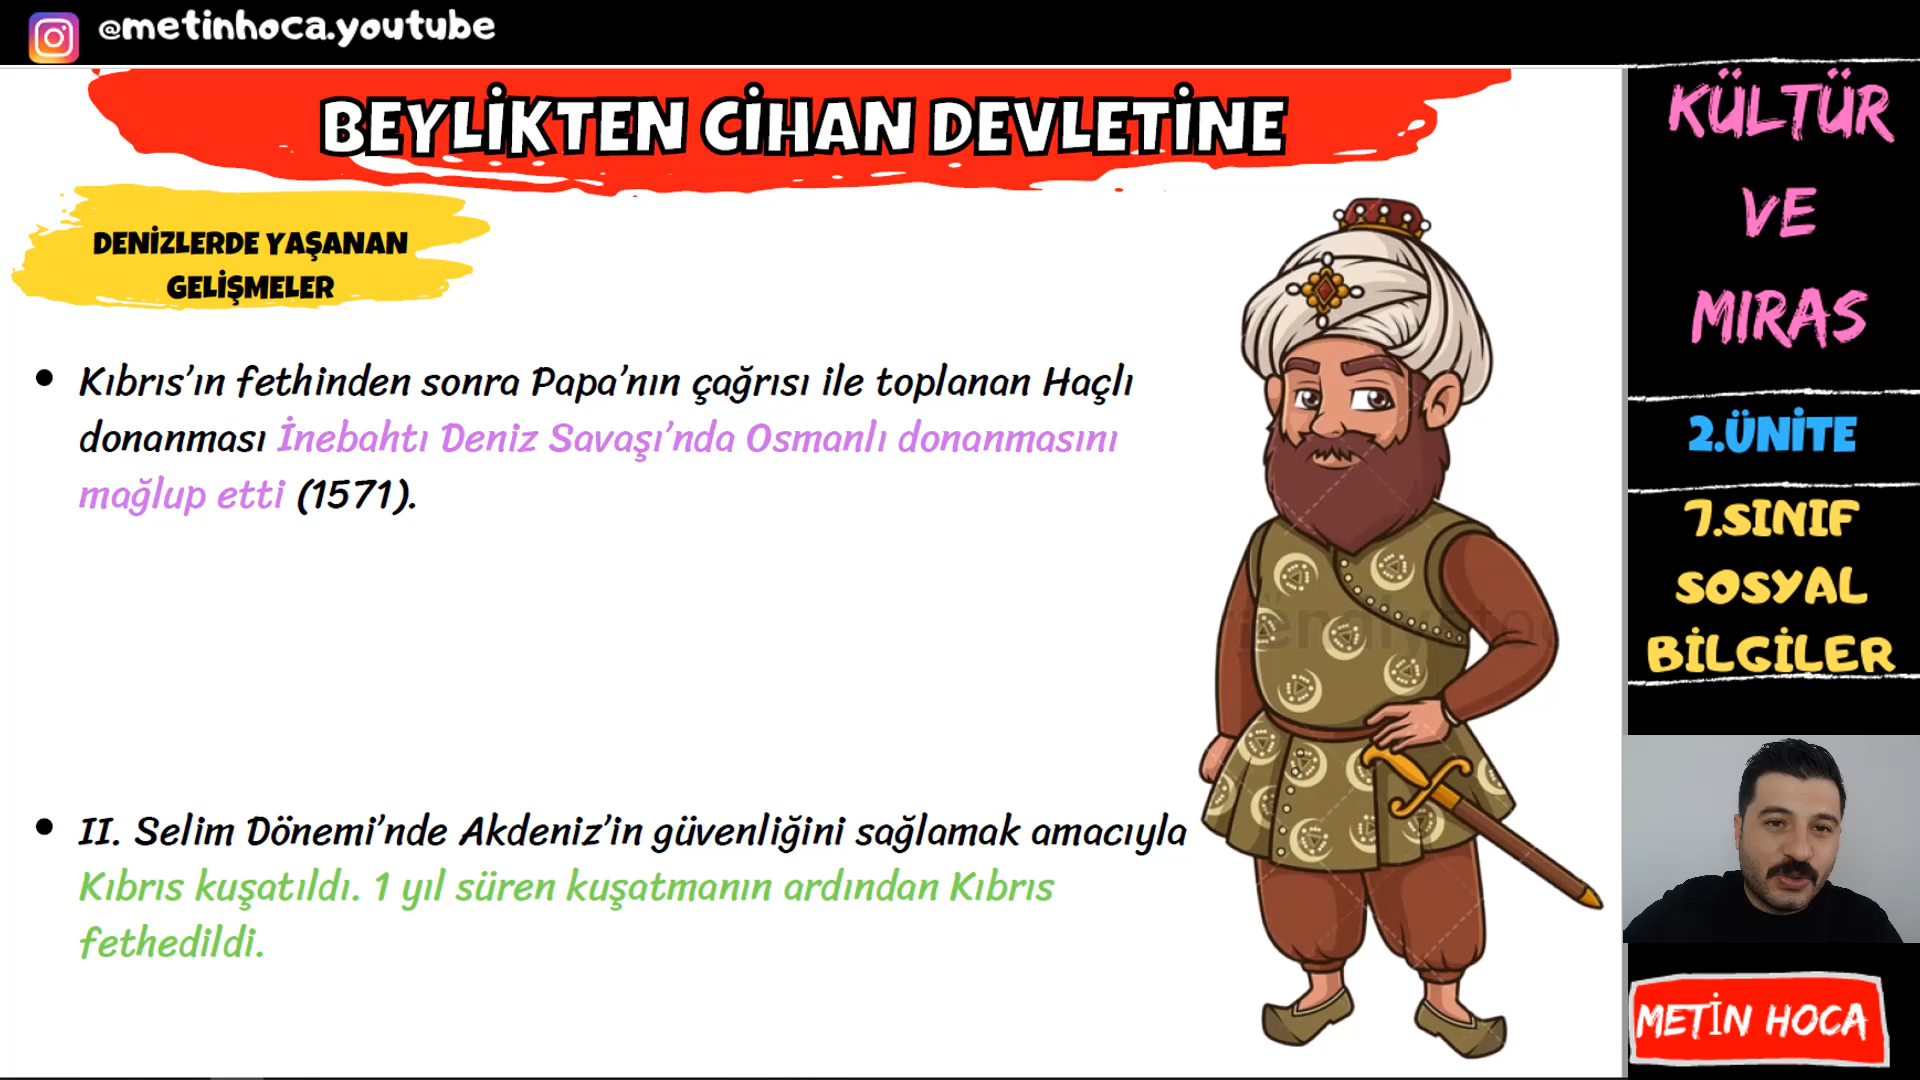 @metinhoca.youtube
BEYLİKTEN CİHAN DEVLETİNE
DENİZLERDE YAŞANAN
GELİŞMELER
• Kıbrıs’ın fethinden sonra Papa’nın çağrısı ile toplanan Haçlı
donanması İnebahtı Deniz Savaşı’nda Osmanlı donanmasını
mağlup etti (1571).
• II. Selim Dönemi’nde Akdeniz’in güvenliğini sağlamak amacıyla
Kıbrıs kuşatıldı. 1 yıl süren kuşatmanın ardından Kıbrıs
fethedildi.
KÜLTÜR
VE
MIRAS
2.ÜNİTE
7.SINIF
SOSYAL
BİLGİLER
METİN HOCA